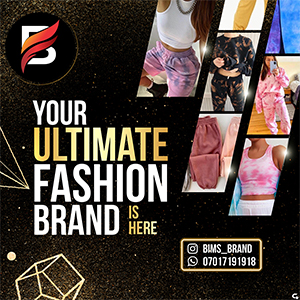 B
YOUR
ULTIMATE
FASHION
BRAND IS HERE
BIMS_BRAND
07017191918